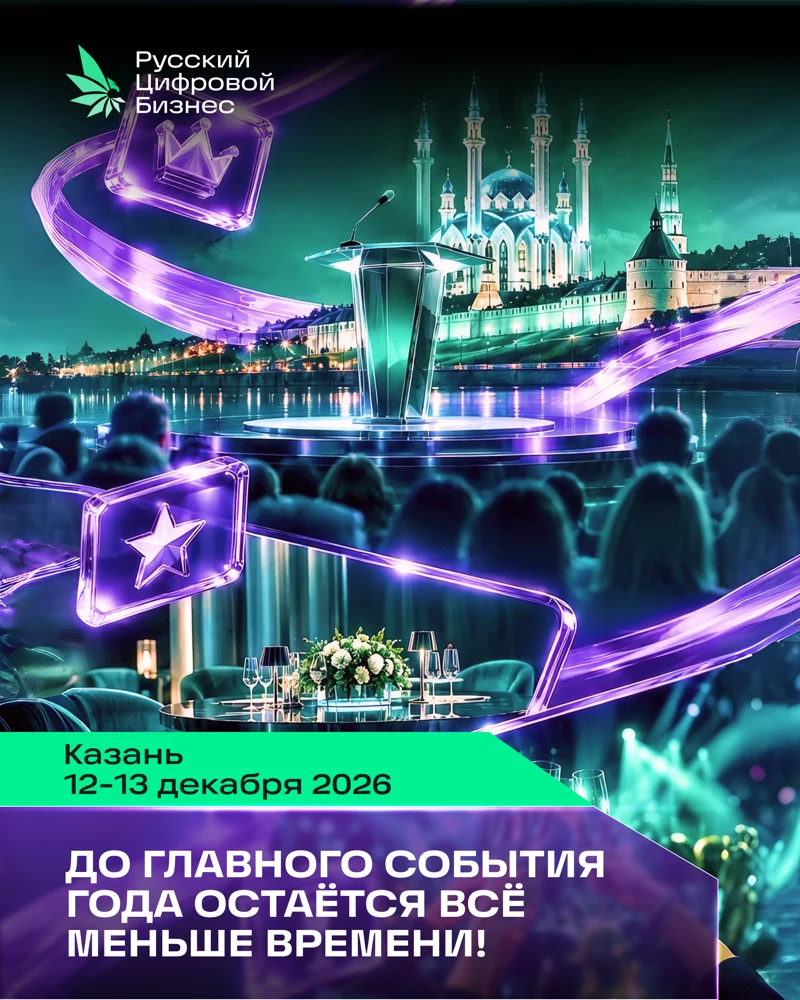 Русский
Цифровой
Бизнес
Казань
12-13 декабря 2026
ДО ГЛАВНОГО СОБЫТИЯ
ГОДА ОСТАЁТСЯ ВСЁ
МЕНЬШЕ ВРЕМЕНИ!